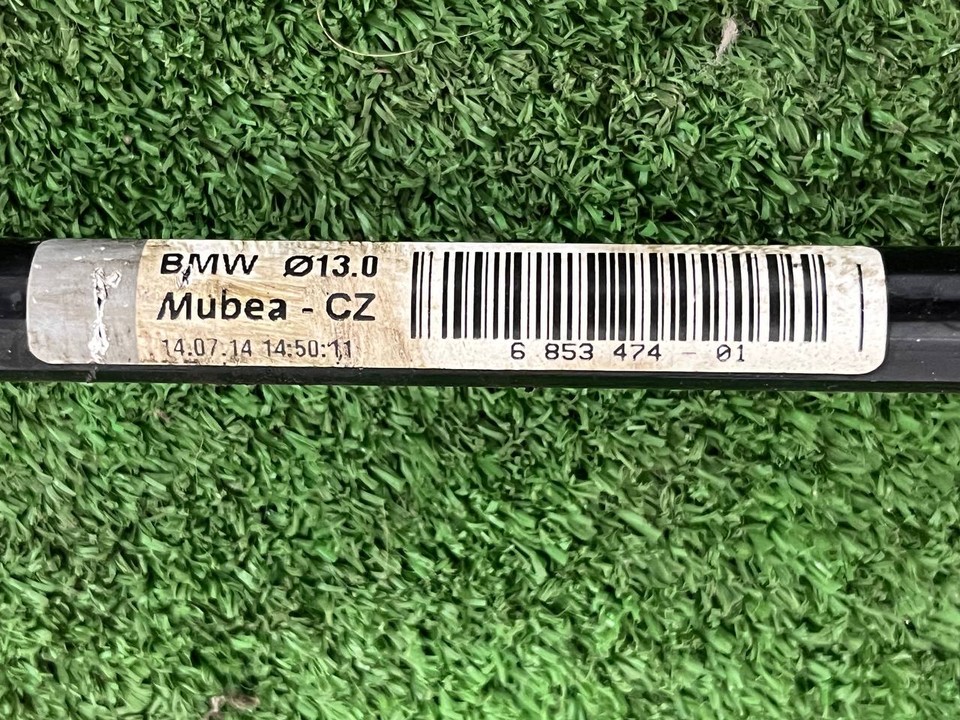 BMW Ø13.0
Mubea - CZ
14.07.14 14:50:11
6 853 474 - 01